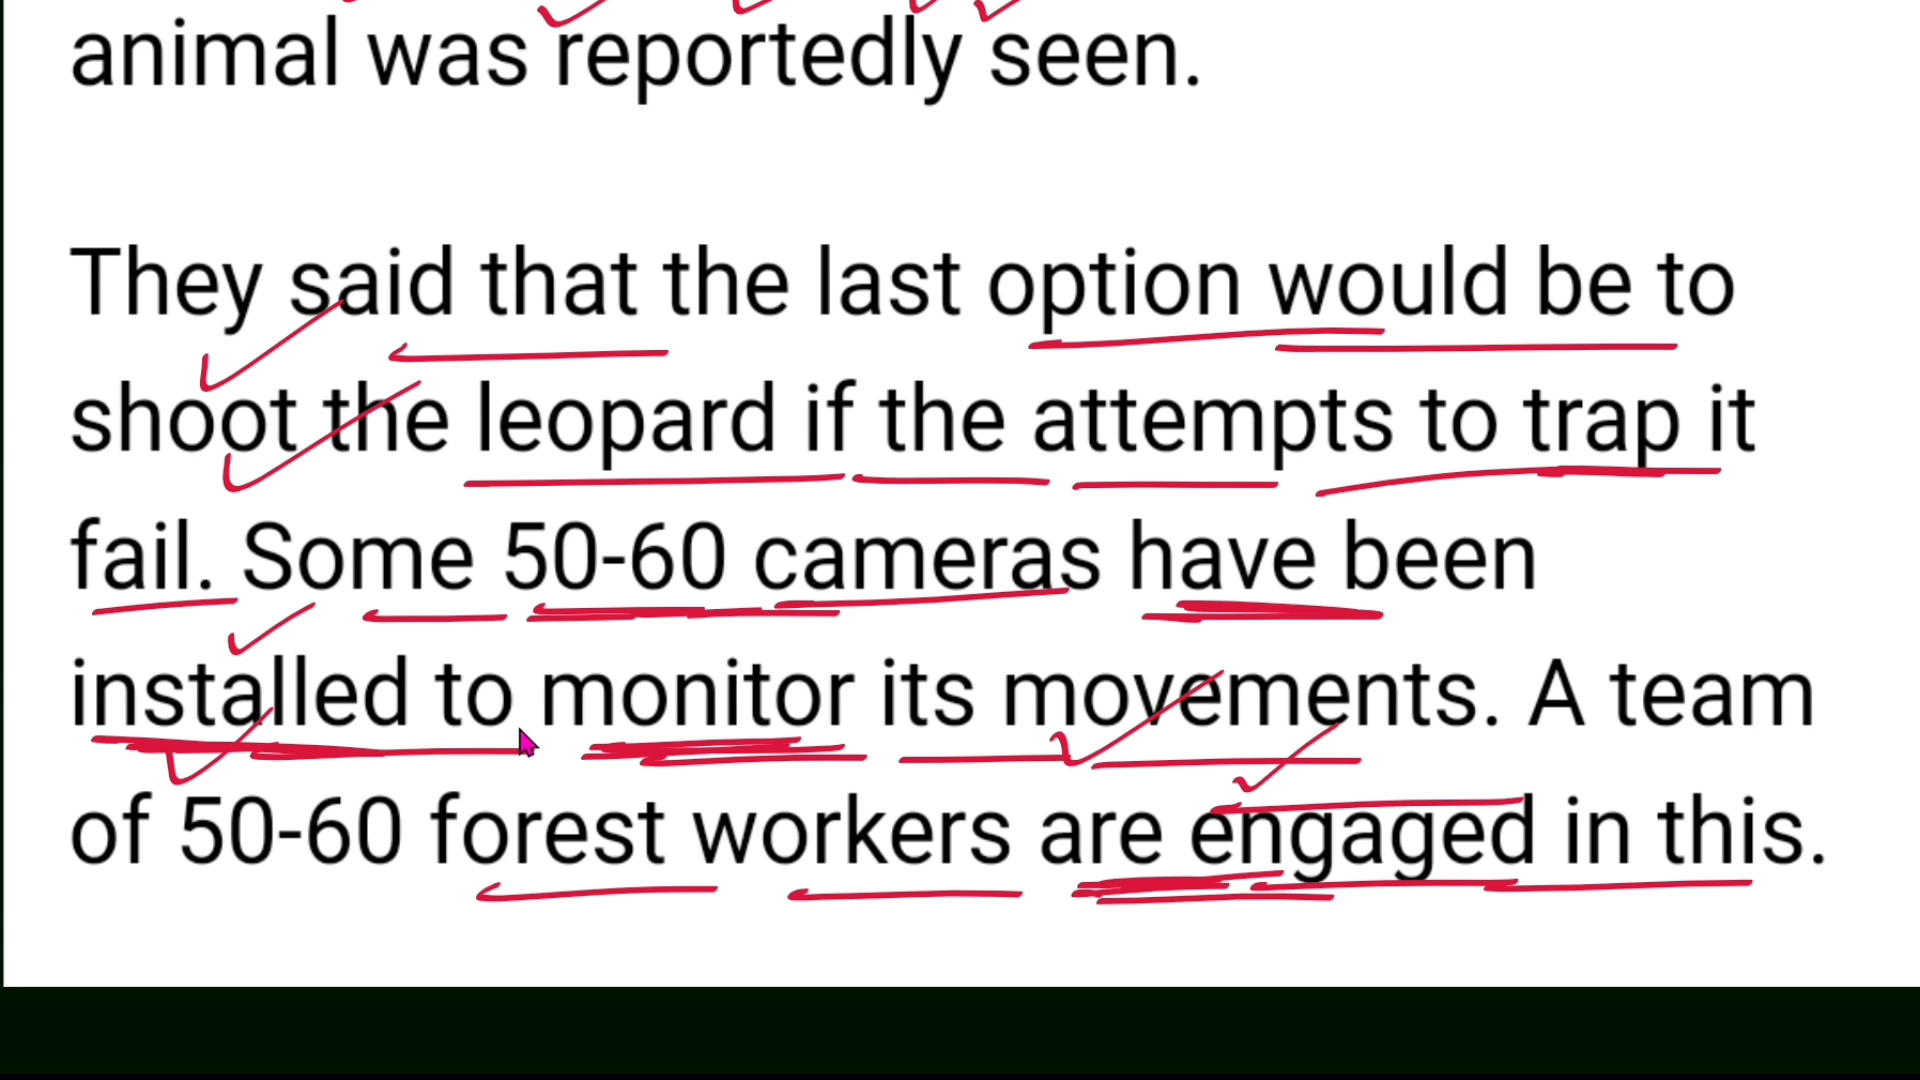 animal was reportedly seen.
They said that the last option would be to
shoot the leopard if the attempts to trap it
fail. Some 50-60 cameras have been
installed to monitor its movements. A team
of 50-60 forest workers are engaged in this.